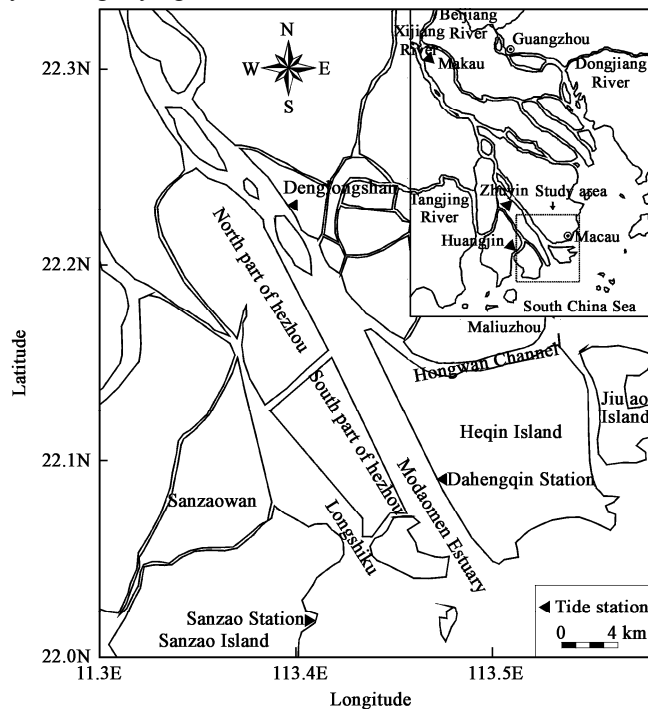 N
W E
S
Beijiang
River
Xijiang
River
Guangzhou
Makau
Dongjiang
River
Tangjing
River
Zhuyin
Study area
Huangjin
Macau
South China Sea
22.3N
22.2N
22.1N
22.0N
Latitude
Denglongshan
North part of hezhou
South part of hezhou
Maliuzhou
Hongwan Channel
Jiu ao
Island
Heqin Island
Dahengqin Station
Modaomen Estuary
Sanzaowan
Longshiku
Sanzao Station
Sanzao Island
Tide station
0 4 km
11.3E
113.4E
113.5E
Longitude